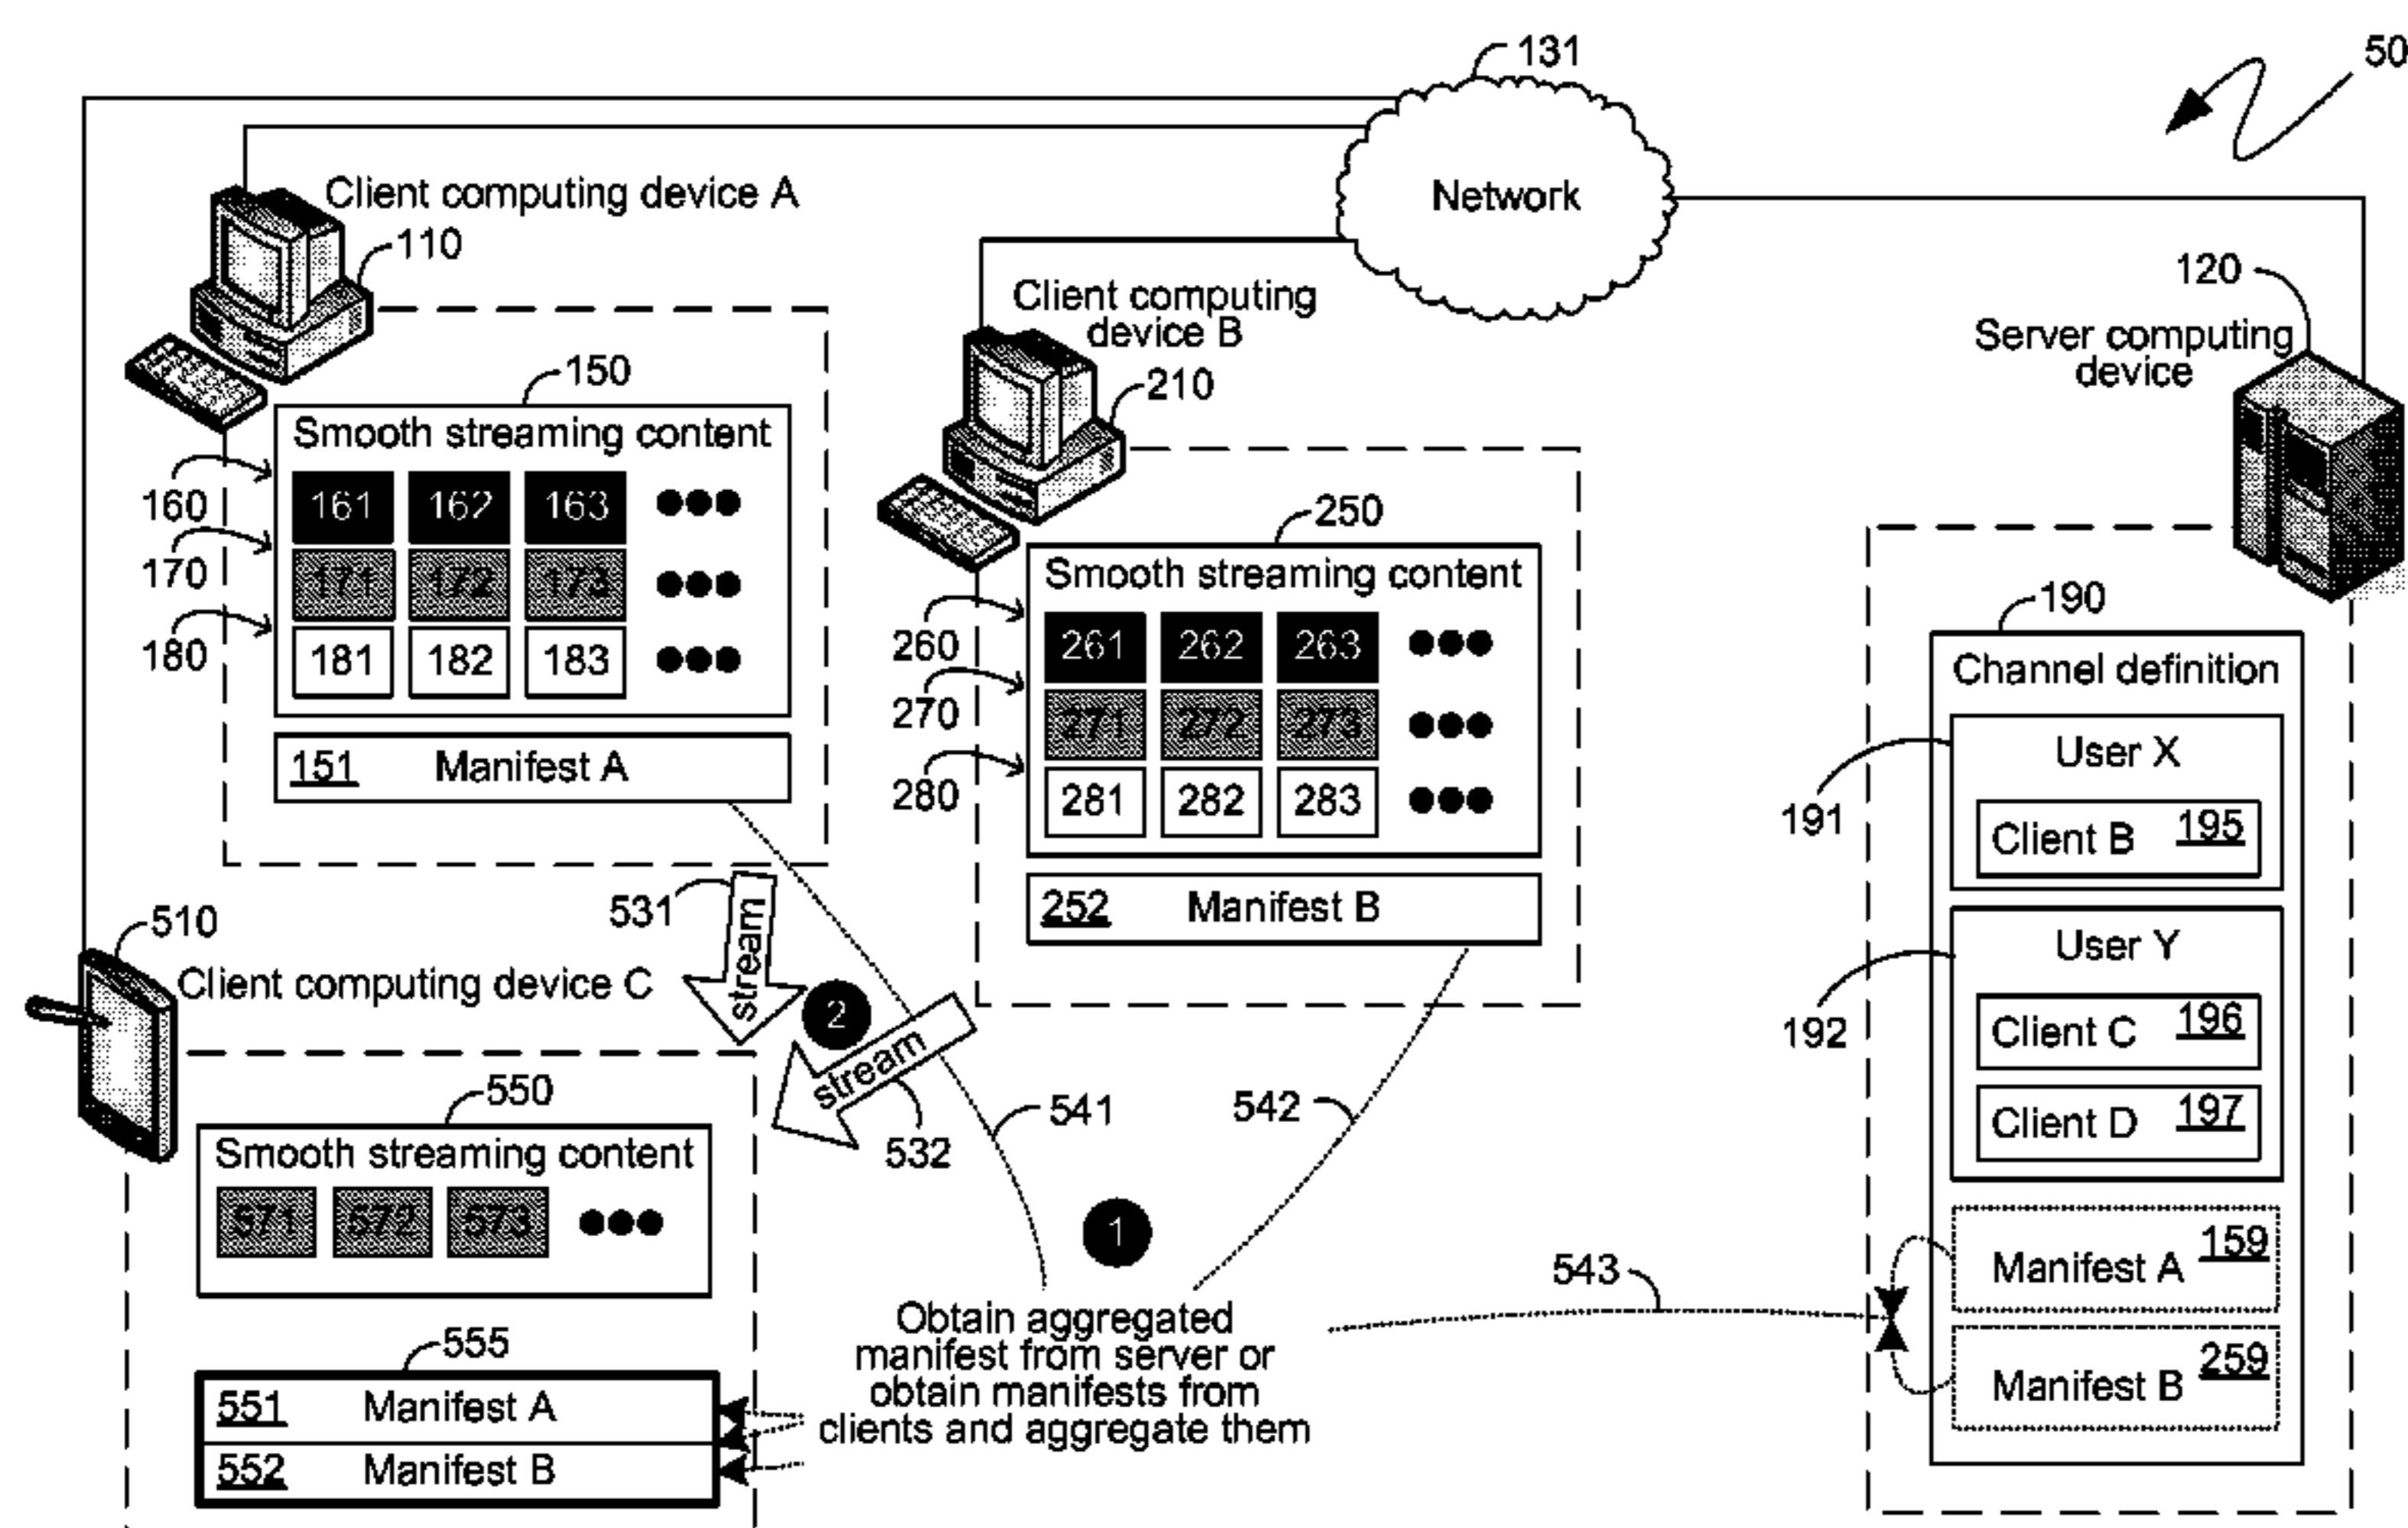 131
50
Network
Client computing device A
110
120
Client computing
device B
210
Server computing
device
150
Smooth streaming content
160
161 162 163 ●●●
170
171 172 173 ●●●
180
181 182 183 ●●●
151 Manifest A
250
Smooth streaming content
260
261 262 263 ●●●
270
271 272 273 ●●●
280
281 282 283 ●●●
252 Manifest B
190
Channel definition
191
User X
Client B 195
192
User Y
Client C 196
Client D 197
Manifest A 159
Manifest B 259
531
stream
2
stream
532
541
542
543
510
Client computing device C
550
Smooth streaming content
571 572 573 ●●●
555
551 Manifest A
552 Manifest B
1
Obtain aggregated
manifest from server or
obtain manifests from
clients and aggregate them